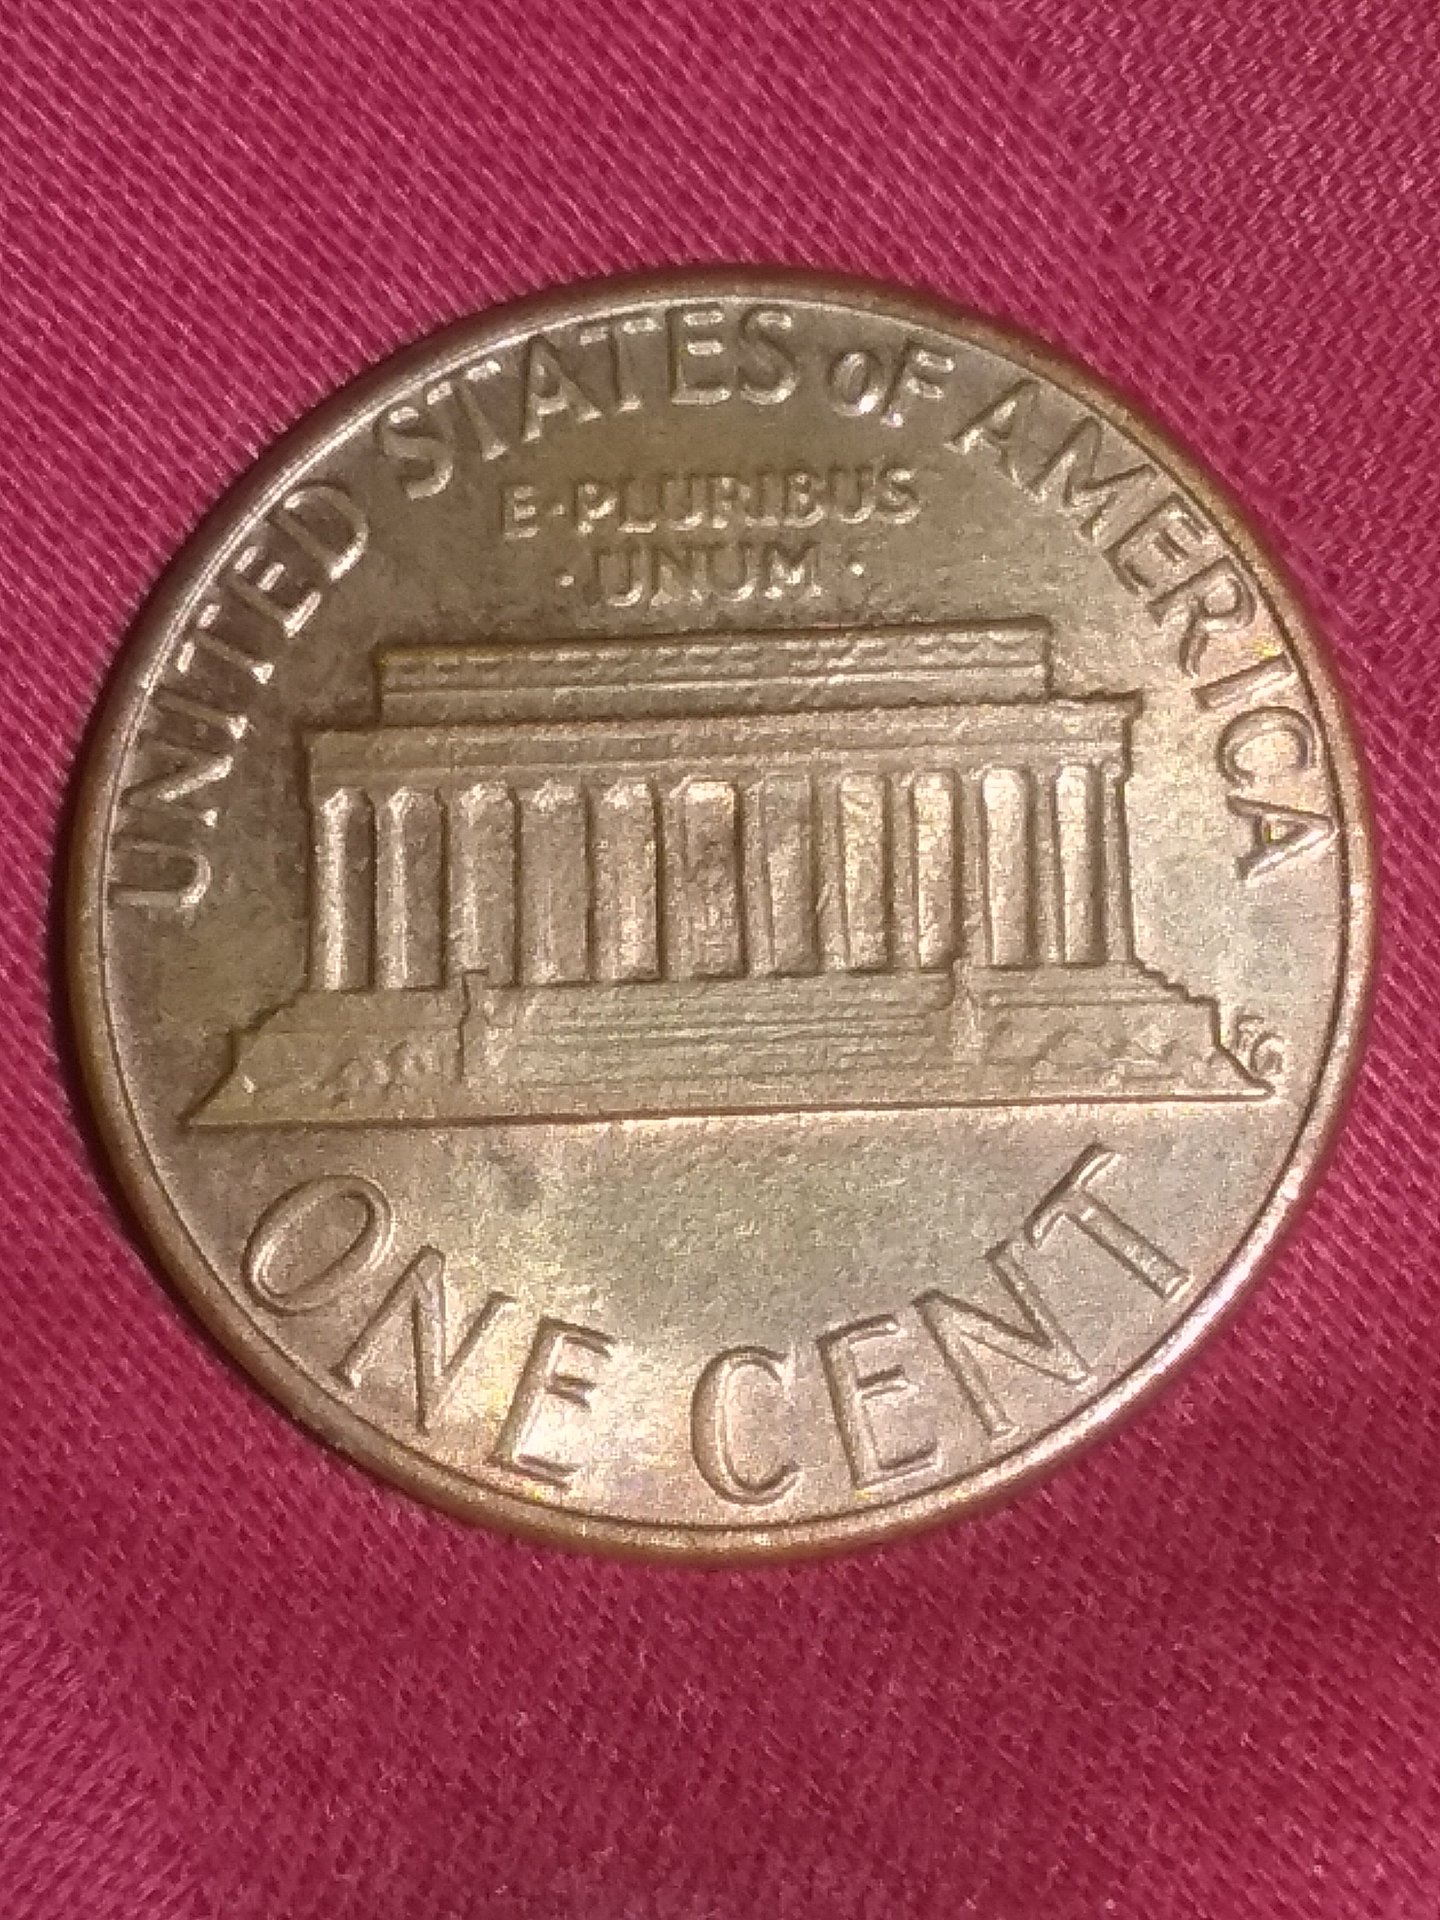 UNITED STATES OF AMERICA
E·PLURIBUS
·UNUM·
FG
ONE CENT